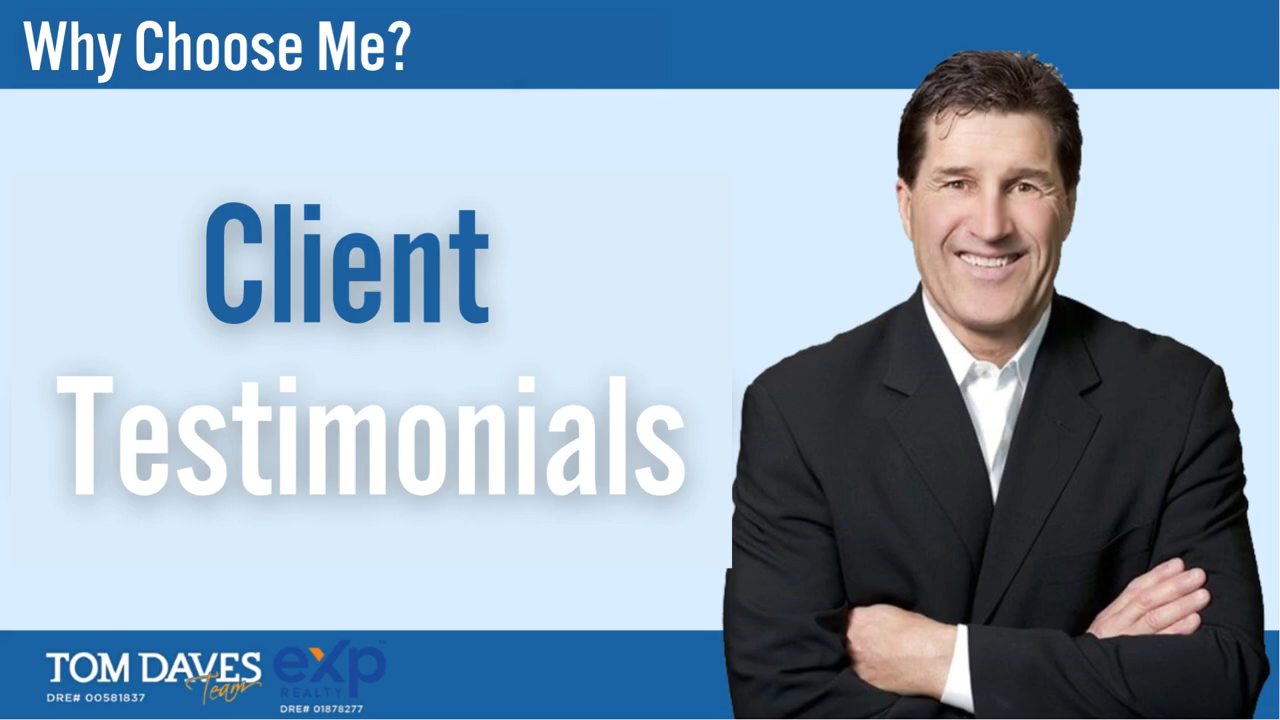 Why Choose Me?
Client
Testimonials
TOM DAVES
Team
DRE# 00581837
eXp
REALTY
DRE# 01878277